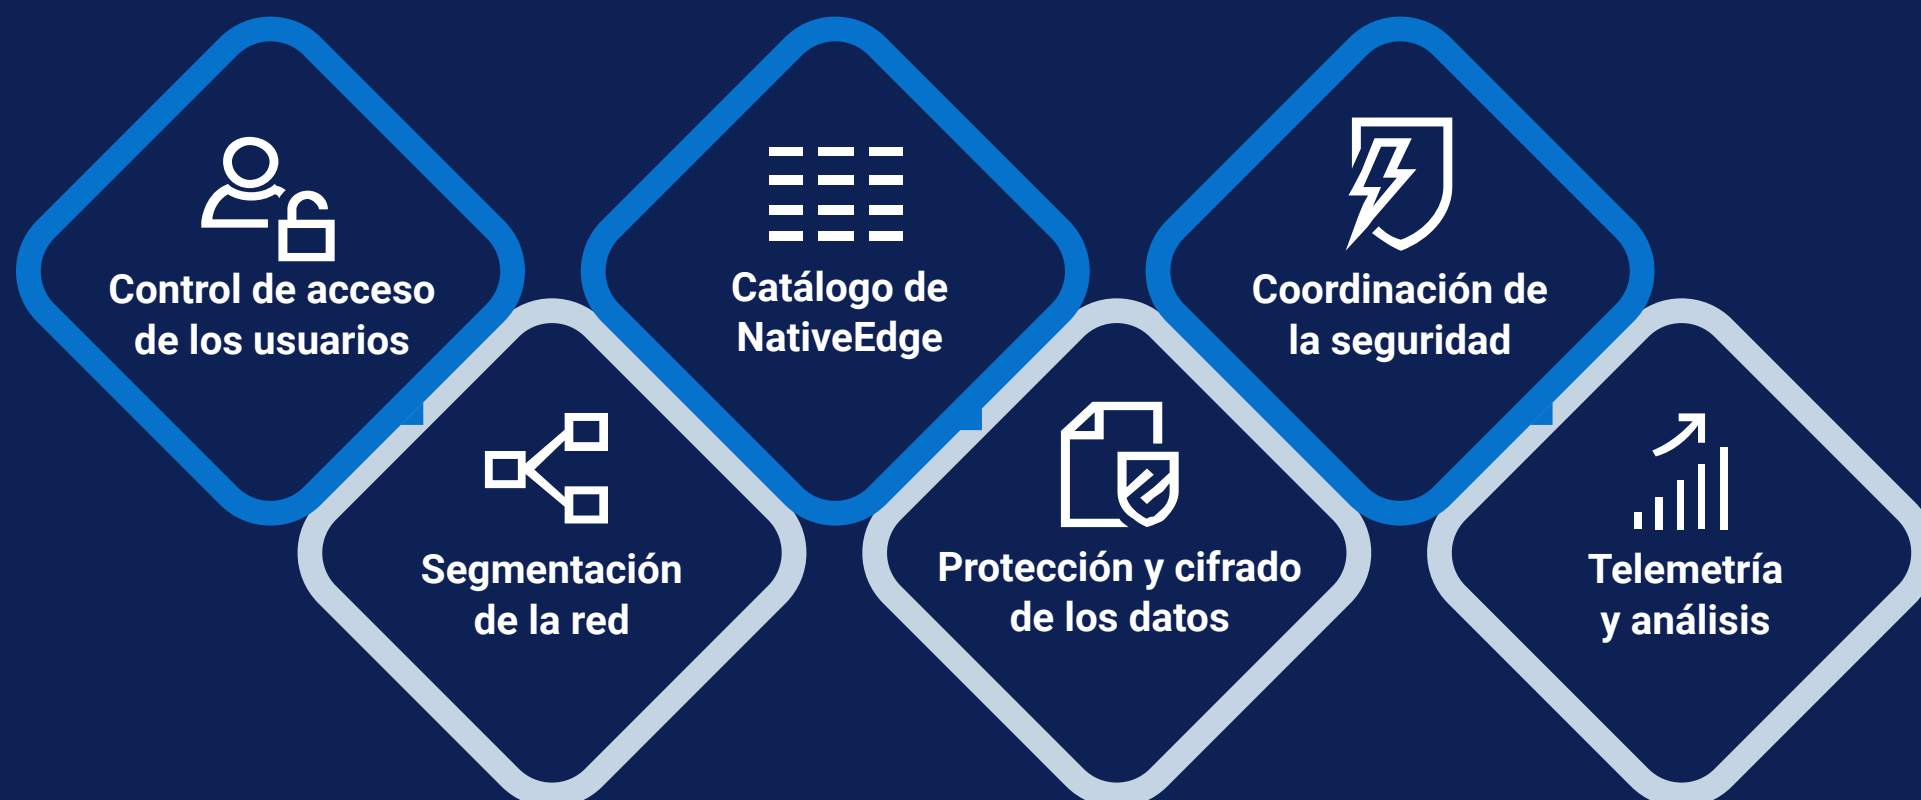 Control de acceso
de los usuarios
Catálogo de
NativeEdge
Coordinación de
la seguridad
Segmentación
de la red
Protección y cifrado
de los datos
Telemetría
y análisis